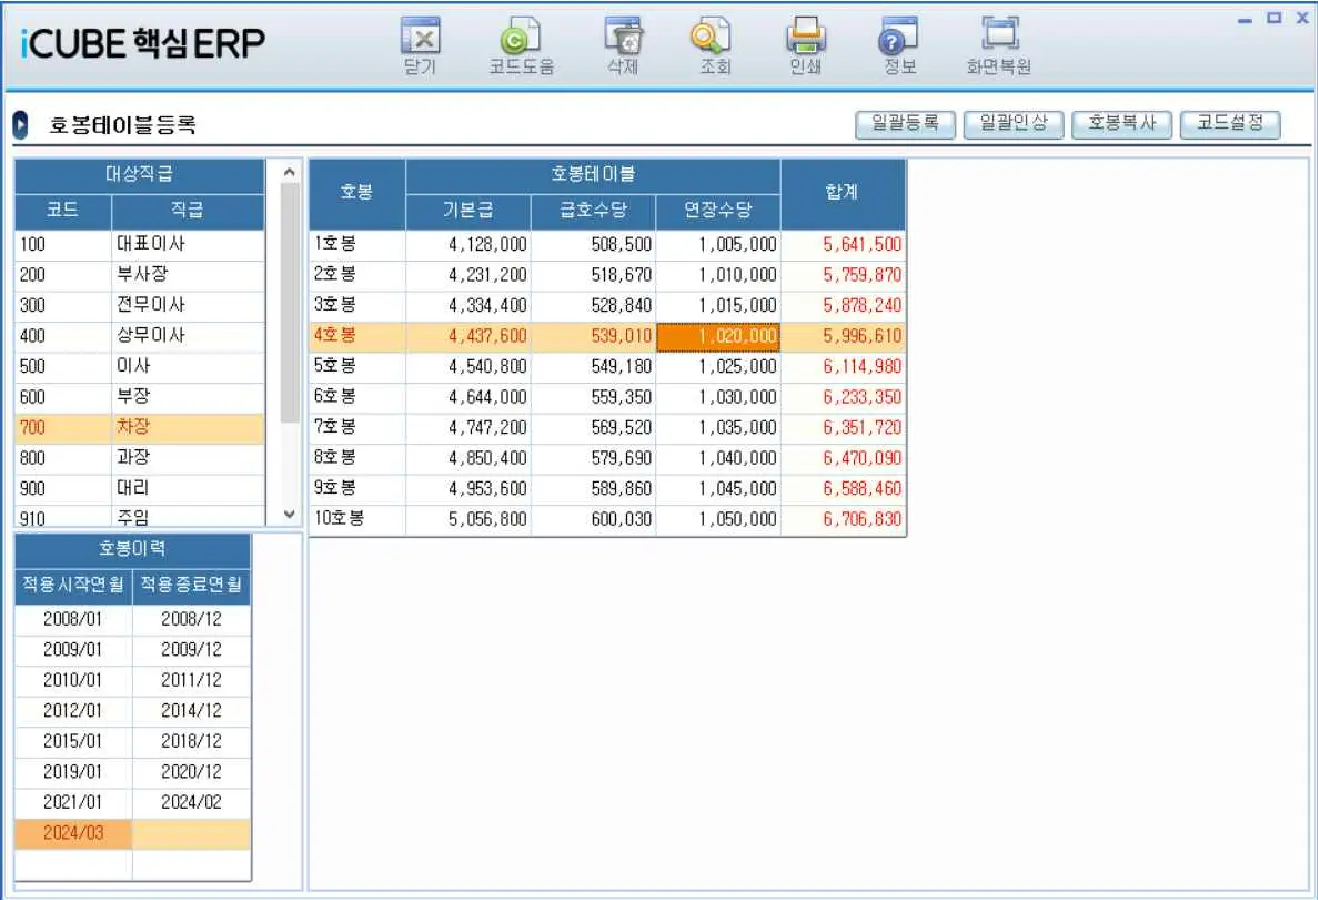 iCUBE 핵심ERP
닫기 코드도움 삭제 조회 인쇄 정보 화면복원
호봉테이블등록
일괄등록 일괄인상 호봉복사 코드설정
대상직급
코드 직급
100 대표이사
200 부사장
300 전무이사
400 상무이사
500 이사
600 부장
700 차장
800 과장
900 대리
910 주임
호봉이력
적용시작연월 적용종료연월
2008/01 2008/12
2009/01 2009/12
2010/01 2011/12
2012/01 2014/12
2015/01 2018/12
2019/01 2020/12
2021/01 2024/02
2024/03
호봉 호봉테이블 합계
기본급 급호수당 연장수당
1호봉 4,128,000 508,500 1,005,000 5,641,500
2호봉 4,231,200 518,670 1,010,000 5,759,870
3호봉 4,334,400 528,840 1,015,000 5,878,240
4호봉 4,437,600 539,010 1,020,000 5,996,610
5호봉 4,540,800 549,180 1,025,000 6,114,980
6호봉 4,644,000 559,350 1,030,000 6,233,350
7호봉 4,747,200 569,520 1,035,000 6,351,720
8호봉 4,850,400 579,690 1,040,000 6,470,090
9호봉 4,953,600 589,860 1,045,000 6,588,460
10호봉 5,056,800 600,030 1,050,000 6,706,830